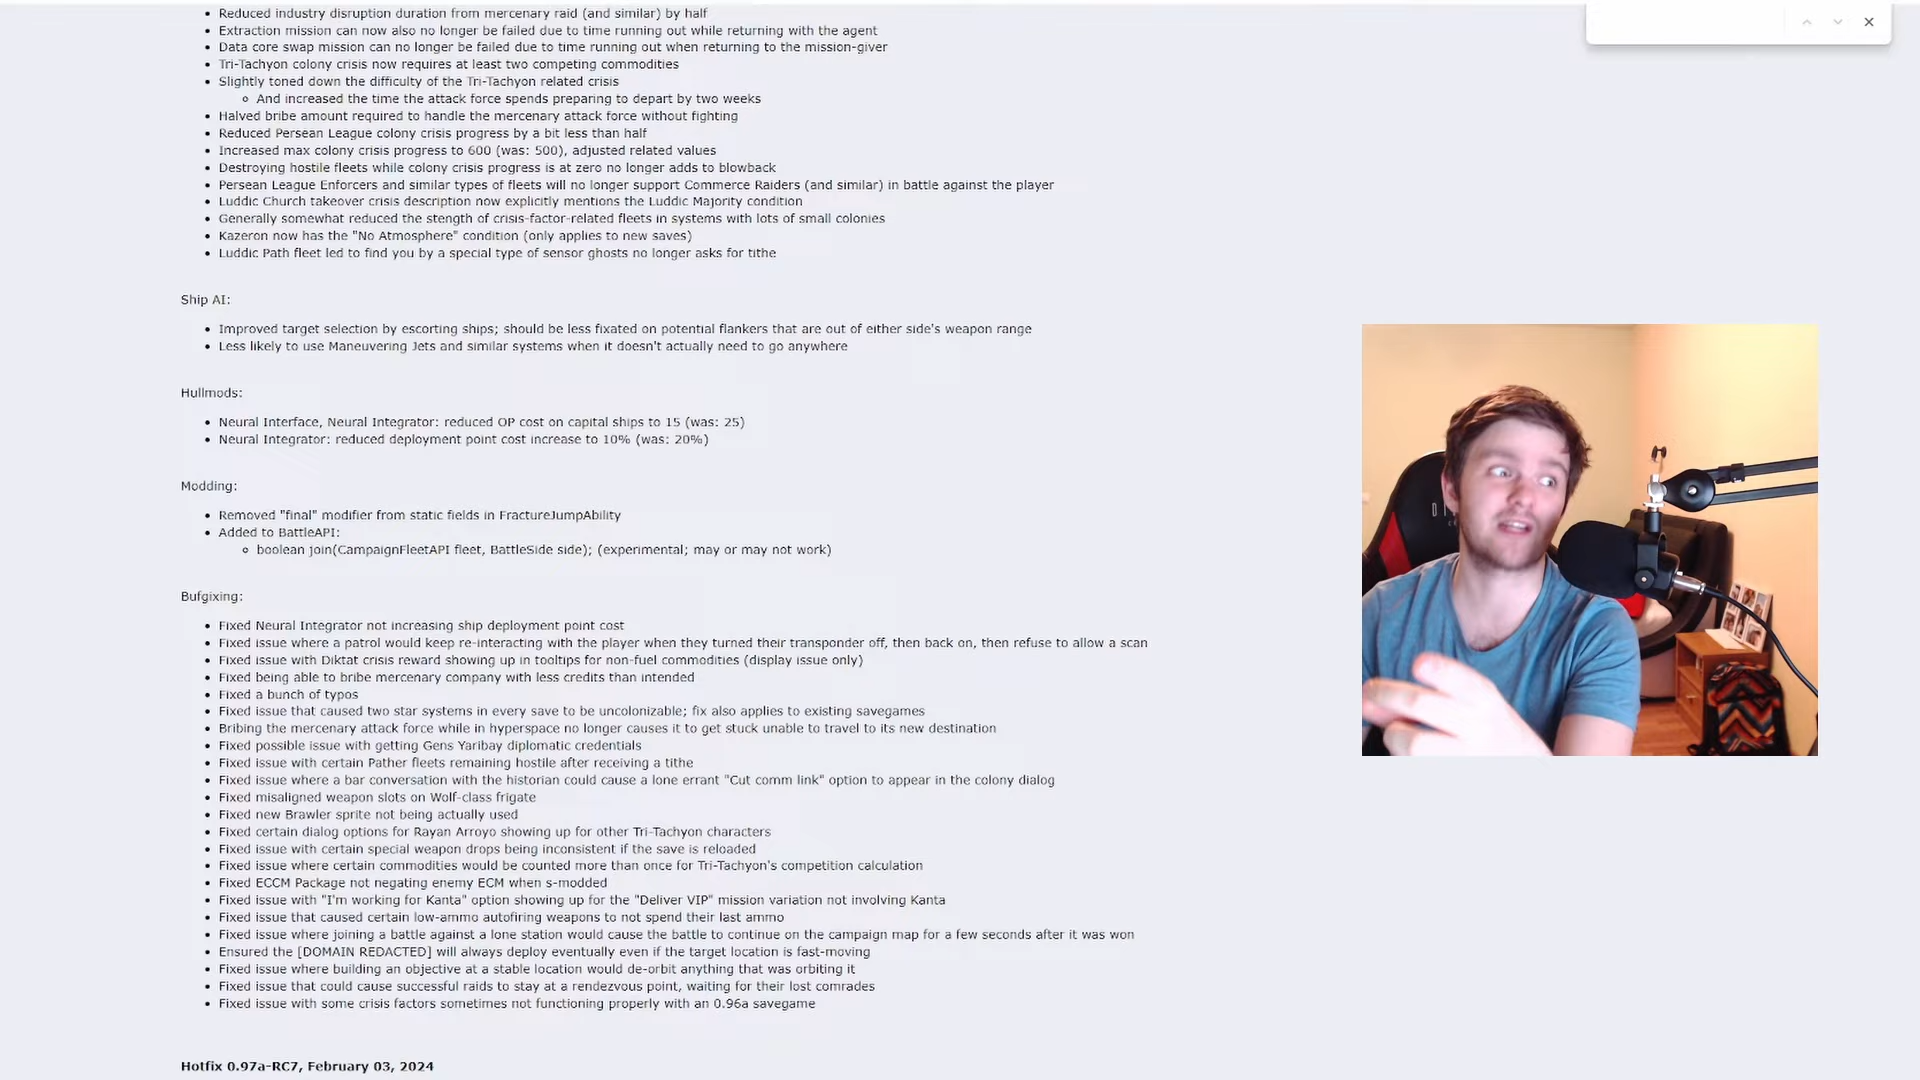 Reduced industry disruption duration from mercenary raid (and similar) by half
Extraction mission can now also no longer be failed due to time running out while returning with the agent
Data core swap mission can no longer be failed due to time running out when returning to the mission-giver
Tri-Tachyon colony crisis now requires at least two competing commodities
Slightly toned down the difficulty of the Tri-Tachyon related crisis
And increased the time the attack force spends preparing to depart by two weeks
Halved bribe amount required to handle the mercenary attack force without fighting
Reduced Persean League colony crisis progress by a bit less than half
Increased max colony crisis progress to 600 (was: 500), adjusted related values
Destroying hostile fleets while colony crisis progress is at zero no longer adds to blowback
Persean League Enforcers and similar types of fleets will no longer support Commerce Raiders (and similar) in battle against the player
Luddic Church takeover crisis description now explicitly mentions the Luddic Majority condition
Generally somewhat reduced the stength of crisis-factor-related fleets in systems with lots of small colonies
Kazeron now has the "No Atmosphere" condition (only applies to new saves)
Luddic Path fleet led to find you by a special type of sensor ghosts no longer asks for tithe
Ship AI:
Improved target selection by escorting ships; should be less fixated on potential flankers that are out of either side's weapon range
Less likely to use Maneuvering Jets and similar systems when it doesn't actually need to go anywhere
Hullmods:
Neural Interface, Neural Integrator: reduced OP cost on capital ships to 15 (was: 25)
Neural Integrator: reduced deployment point cost increase to 10% (was: 20%)
Modding:
Removed "final" modifier from static fields in FractureJumpAbility
Added to BattleAPI:
boolean join(CampaignFleetAPI fleet, BattleSide side); (experimental; may or may not work)
Bufgixing:
Fixed Neural Integrator not increasing ship deployment point cost
Fixed issue where a patrol would keep re-interacting with the player when they turned their transponder off, then back on, then refuse to allow a scan
Fixed issue with Diktat crisis reward showing up in tooltips for non-fuel commodities (display issue only)
Fixed being able to bribe mercenary company with less credits than intended
Fixed a bunch of typos
Fixed issue that caused two star systems in every save to be uncolonizable; fix also applies to existing savegames
Bribing the mercenary attack force while in hyperspace no longer causes it to get stuck unable to travel to its new destination
Fixed possible issue with getting Gens Yaribay diplomatic credentials
Fixed issue with certain Pather fleets remaining hostile after receiving a tithe
Fixed issue where a bar conversation with the historian could cause a lone errant "Cut comm link" option to appear in the colony dialog
Fixed misaligned weapon slots on Wolf-class frigate
Fixed new Brawler sprite not being actually used
Fixed certain dialog options for Rayan Arroyo showing up for other Tri-Tachyon characters
Fixed issue with certain special weapon drops being inconsistent if the save is reloaded
Fixed issue where certain commodities would be counted more than once for Tri-Tachyon's competition calculation
Fixed ECCM Package not negating enemy ECM when s-modded
Fixed issue with "I'm working for Kanta" option showing up for the "Deliver VIP" mission variation not involving Kanta
Fixed issue that caused certain low-ammo autofiring weapons to not spend their last ammo
Fixed issue where joining a battle against a lone station would cause the battle to continue on the campaign map for a few seconds after it was won
Ensured the [DOMAIN REDACTED] will always deploy eventually even if the target location is fast-moving
Fixed issue where building an objective at a stable location would de-orbit anything that was orbiting it
Fixed issue that could cause successful raids to stay at a rendezvous point, waiting for their lost comrades
Fixed issue with some crisis factors sometimes not functioning properly with an 0.96a savegame
Hotfix 0.97a-RC7, February 03, 2024